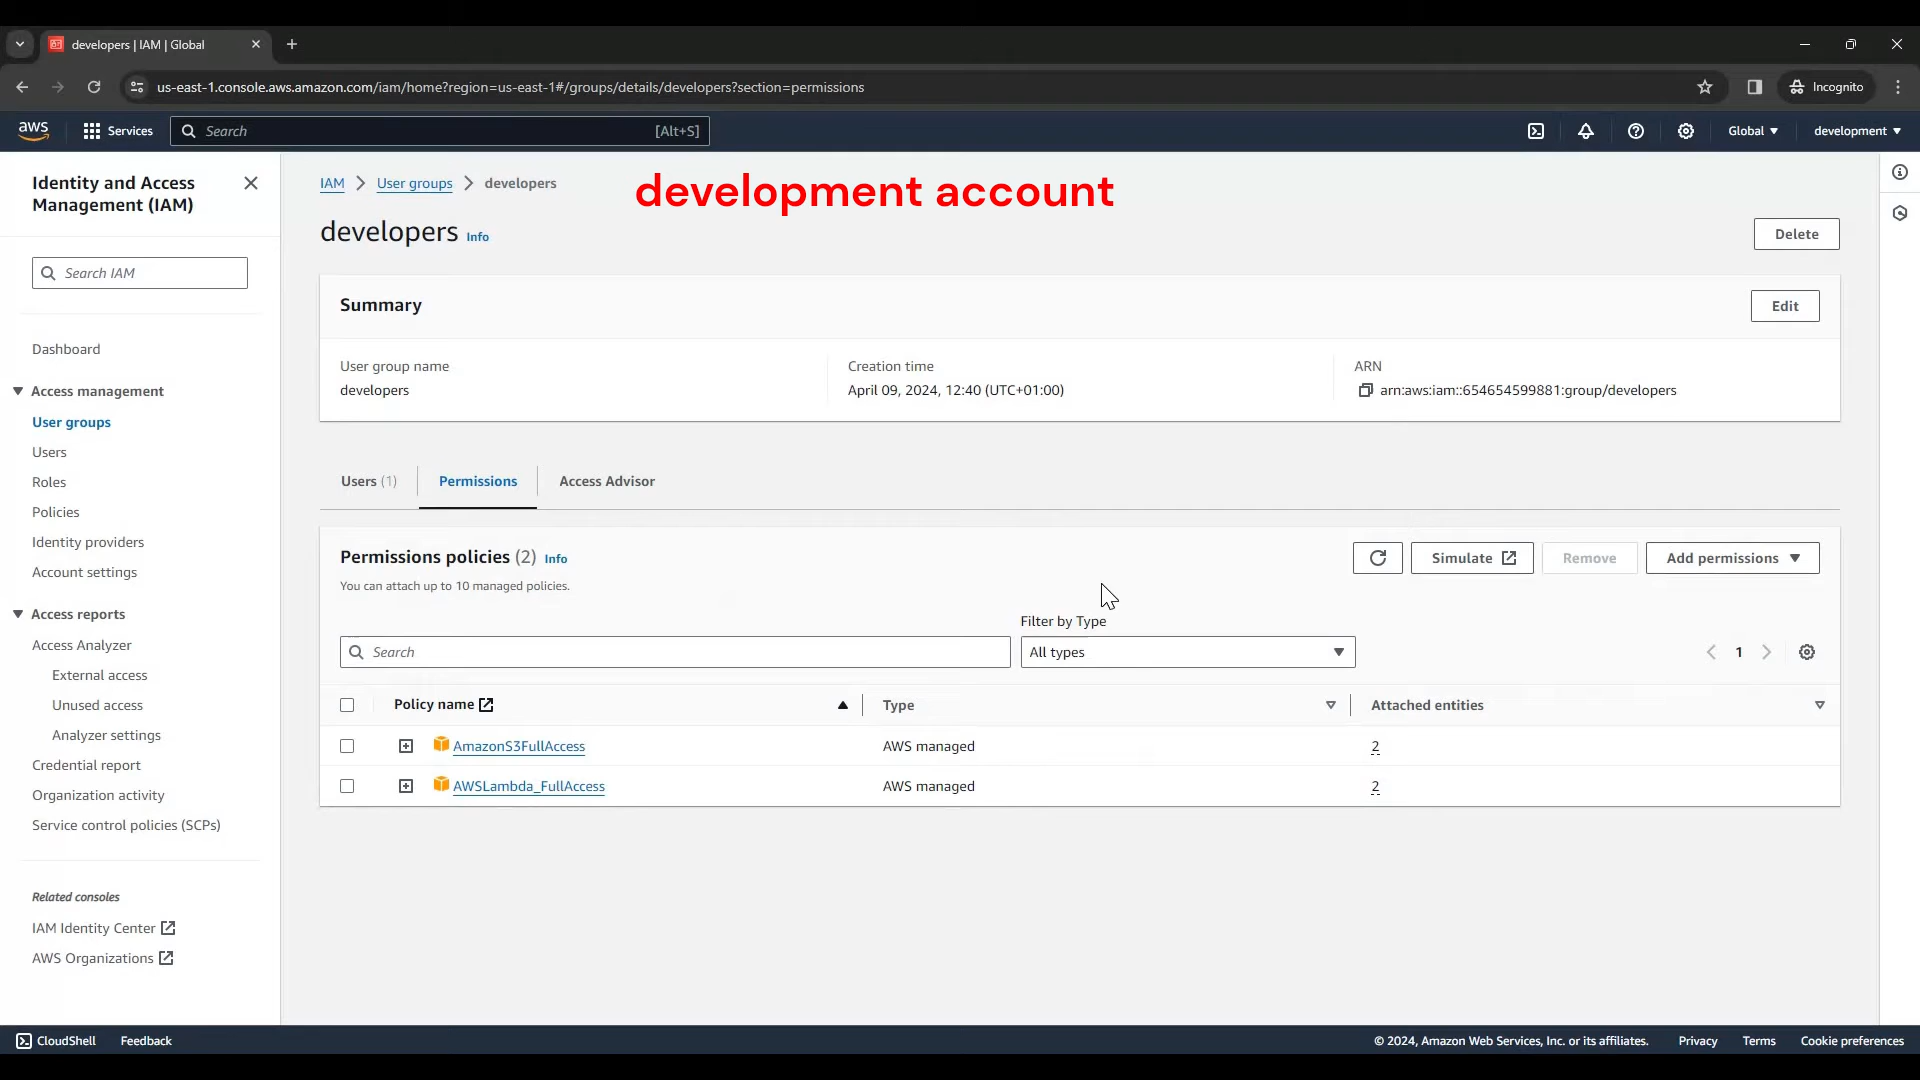 developers | IAM | Global
us-east-1.console.aws.amazon.com/iam/home?region=us-east-1#/groups/details/developers?section=permissions
Incognito
aws
Services
Search
[Alt+S]
Global
development
Identity and Access
Management (IAM)
Search IAM
Dashboard
Access management
User groups
Users
Roles
Policies
Identity providers
Account settings
Access reports
Access Analyzer
External access
Unused access
Analyzer settings
Credential report
Organization activity
Service control policies (SCPs)
Related consoles
IAM Identity Center
AWS Organizations
IAM > User groups > developers
development account
developers Info
Delete
Summary
Edit
User group name
developers
Creation time
April 09, 2024, 12:40 (UTC+01:00)
ARN
arn:aws:iam::654654599881:group/developers
Users (1)
Permissions
Access Advisor
Permissions policies (2) Info
You can attach up to 10 managed policies.
Simulate
Remove
Add permissions
Filter by Type
Search
All types
1
Policy name
Type
Attached entities
AmazonS3FullAccess
AWS managed
2
AWSLambda_FullAccess
AWS managed
2
CloudShell
Feedback
© 2024, Amazon Web Services, Inc. or its affiliates.
Privacy
Terms
Cookie preferences